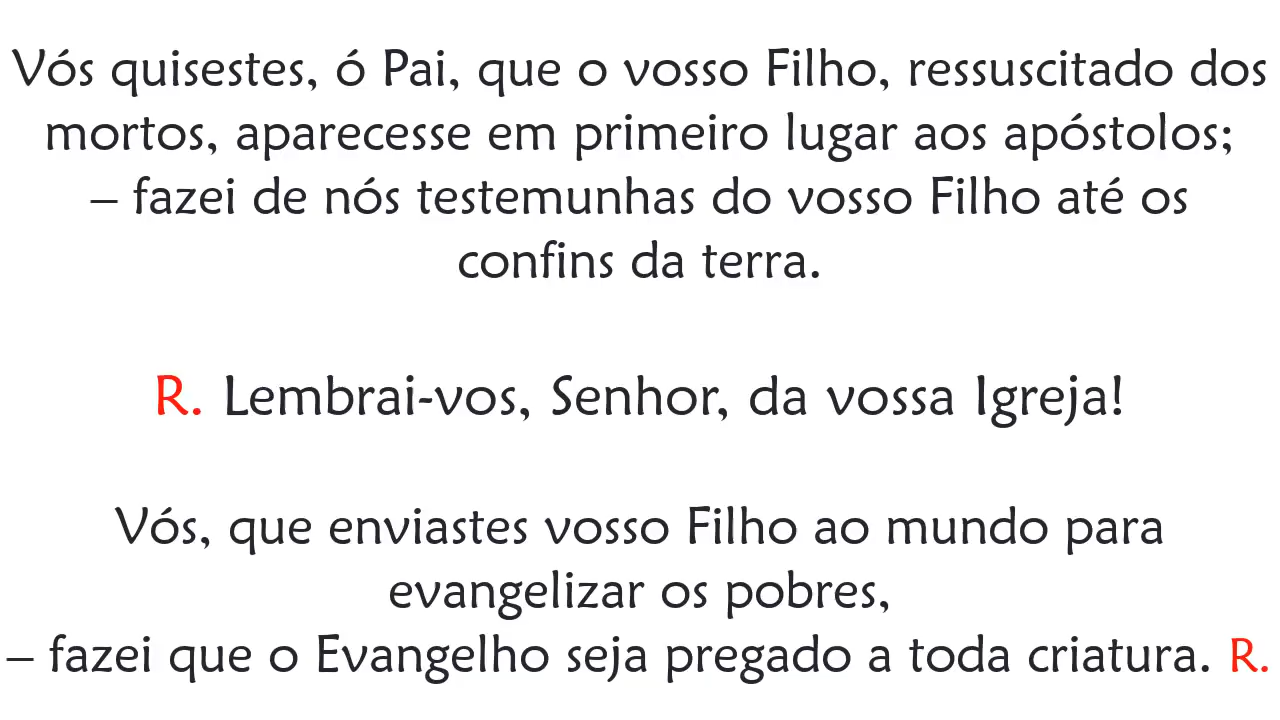 Vós quisestes, ó Pai, que o vosso Filho, ressuscitado dos
mortos, aparecesse em primeiro lugar aos apóstolos;
– fazei de nós testemunhas do vosso Filho até os
confins da terra.
R. Lembrai-vos, Senhor, da vossa Igreja!
Vós, que enviastes vosso Filho ao mundo para
evangelizar os pobres,
– fazei que o Evangelho seja pregado a toda criatura. R.